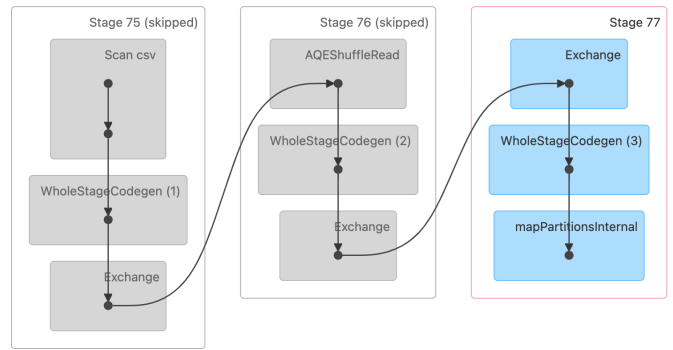 Stage 75 (skipped)
Scan csv
WholeStageCodegen (1)
Exchange
Stage 76 (skipped)
AQEShuffleRead
WholeStageCodegen (2)
Exchange
Stage 77
Exchange
WholeStageCodegen (3)
mapPartitionsInternal